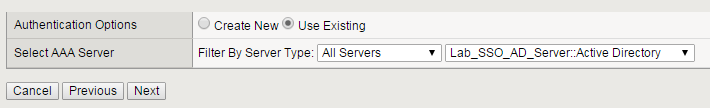 Authentication Options Create New Use Existing
Select AAA Server Filter By Server Type: All Servers Lab_SSO_AD_Server::Active Directory
Cancel Previous Next